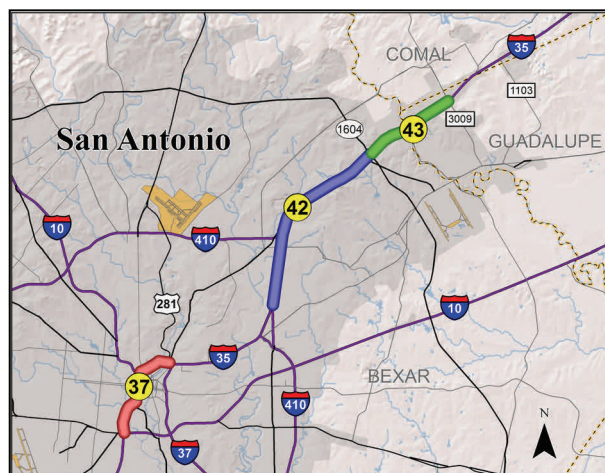 COMAL
35
1103
3009
43
1604
San Antonio
GUADALUPE
42
10
410
281
10
35
BEXAR
37
410
37
N